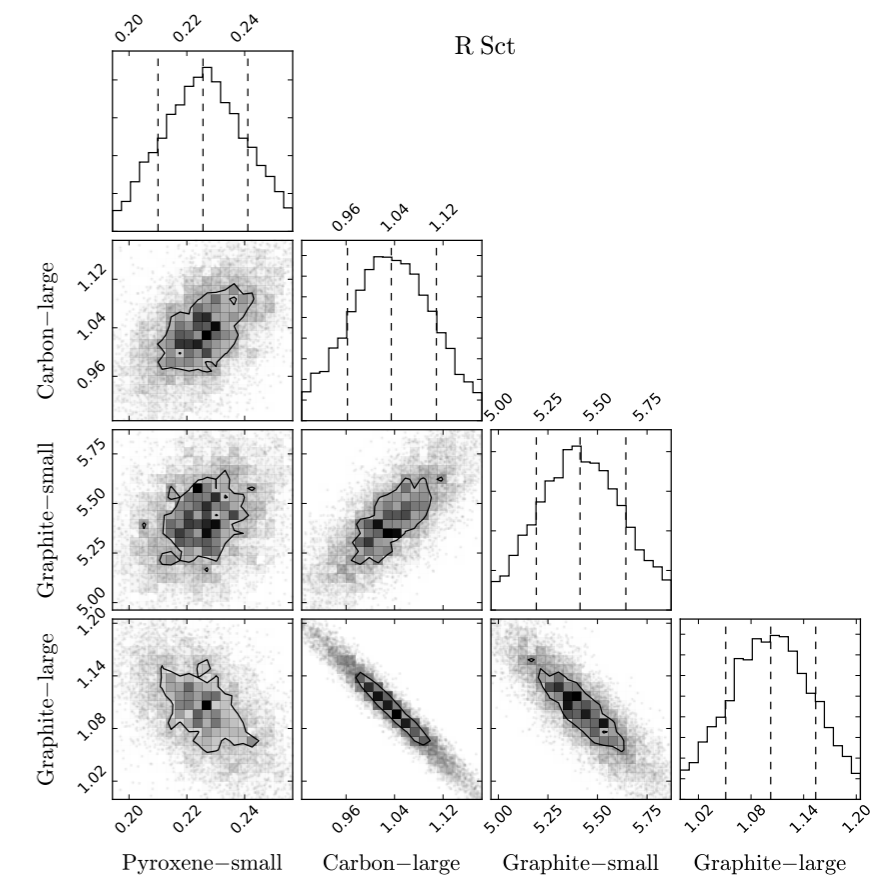 R Sct
0.20 0.22 0.24
0.96 1.04 1.12
Carbon−large
1.12
1.04
0.96
5.00 5.25 5.50 5.75
Graphite−small
5.75
5.50
5.25
5.00
Graphite−large
1.20
1.14
1.08
1.02
0.20 0.22 0.24 0.96 1.04 1.12 5.00 5.25 5.50 5.75 1.02 1.08 1.14 1.20
Pyroxene−small Carbon−large Graphite−small Graphite−large